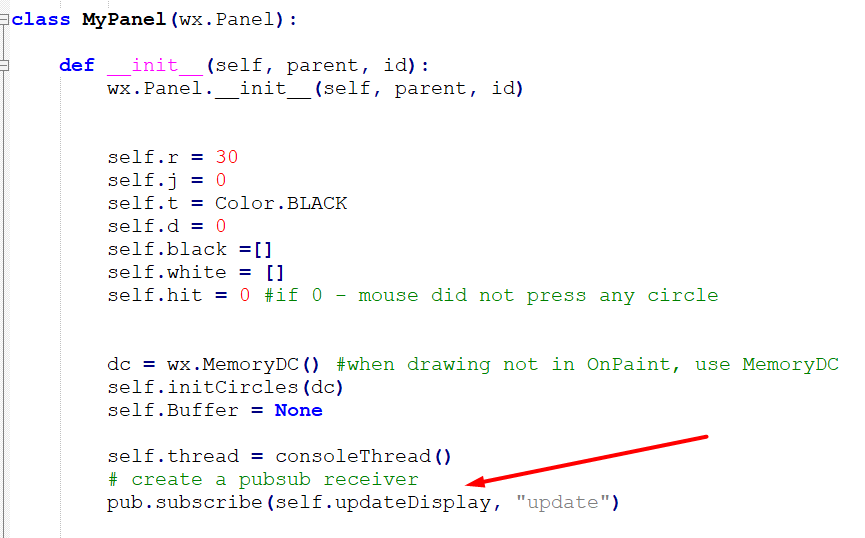 class MyPanel(wx.Panel):
def __init__(self, parent, id):
wx.Panel.__init__(self, parent, id)
self.r = 30
self.j = 0
self.t = Color.BLACK
self.d = 0
self.black =[]
self.white = []
self.hit = 0 #if 0 - mouse did not press any circle
dc = wx.MemoryDC() #when drawing not in OnPaint, use MemoryDC
self.initCircles(dc)
self.Buffer = None
self.thread = consoleThread()
# create a pubsub receiver
pub.subscribe(self.updateDisplay, "update")